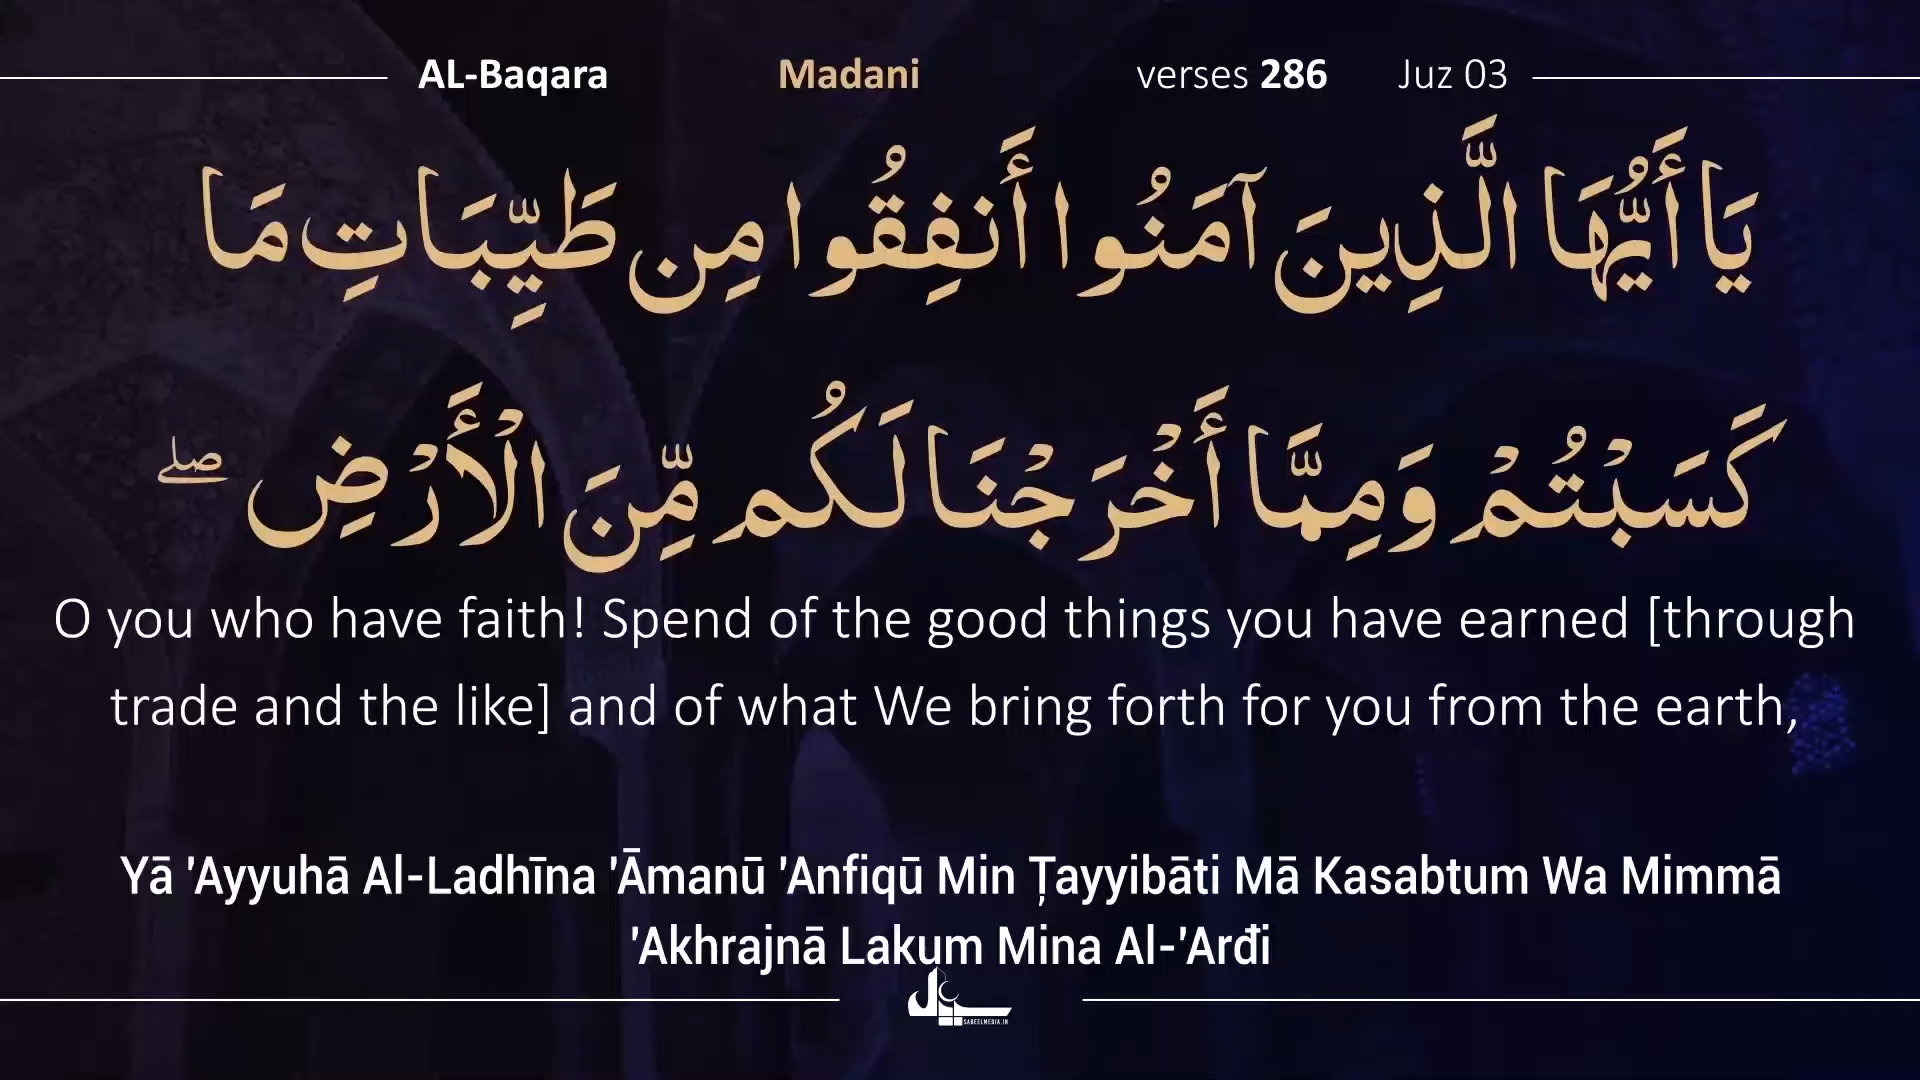 AL-Baqara Madani verses 286 Juz 03
يَا أَيُّهَا الَّذِينَ آمَنُوا أَنفِقُوا مِن طَيِّبَاتِ مَا
كَسَبْتُمْ وَمِمَّا أَخْرَجْنَا لَكُم مِّنَ الْأَرْضِ ۖ
O you who have faith! Spend of the good things you have earned [through
trade and the like] and of what We bring forth for you from the earth,
Yā 'Ayyuhā Al-Ladhīna 'Āmanū 'Anfiqū Min Ţayyibāti Mā Kasabtum Wa Mimmā
'Akhrajnā Lakum Mina Al-'Arđi
SABEELMEDIA.IN